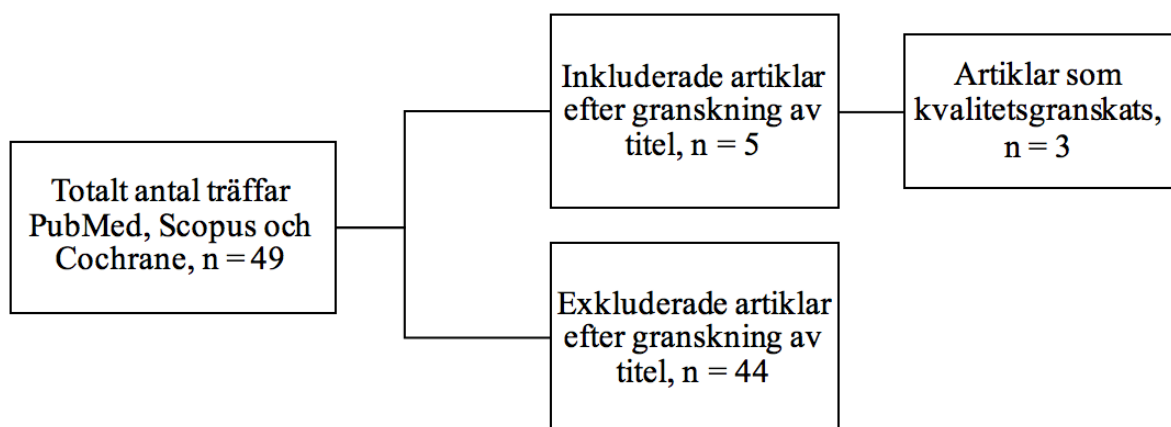 Totalt antal träffar
PubMed, Scopus och
Cochrane, n = 49
Inkluderade artiklar
efter granskning av
titel, n = 5
Artiklar som
kvalitetsgranskats,
n = 3
Exkluderade artiklar
efter granskning av
titel, n = 44